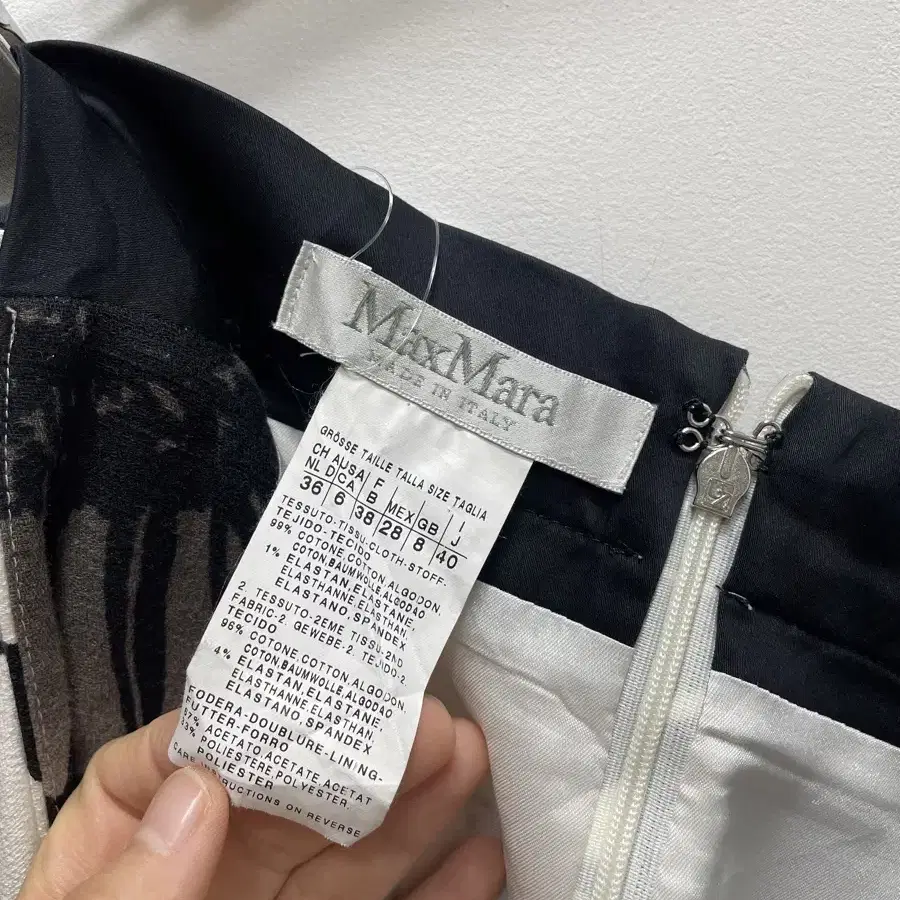 MaxMara
MADE IN ITALY
GRÖSSE TAILLE TALLA SIZE TAGLIA
CH AUSA F I
NL D CA B MEX GB J
36 6 38 28 8 40
TESSUTO-TISSU-CLOTH-STOFF-
TEJIDO-TECIDO
99% COTONE,COTTON,ALGODON,
COTON,BAUMWOLLE,ALGODAO
1% ELASTAN,ELASTANE,
ELASTHANNE,ELASTHAN,
ELASTANO,SPANDEX
2. TESSUTO-2EME TISSU-2ND
FABRIC-2. GEWEBE-2. TEJIDO-2.
TECIDO
96% COTONE,COTTON,ALGODON,
COTON,BAUMWOLLE,ALGODAO
4% ELASTAN,ELASTANE,
ELASTHANNE,ELASTHAN,
ELASTANO,SPANDEX
FODERA-DOUBLURE-LINING-
FUTTER,FORRO
67% ACETATO,ACETATE,ACETAT
33% POLIESTERE,POLYESTER,
POLIESTER
CARE INSTRUCTIONS ON REVERSE